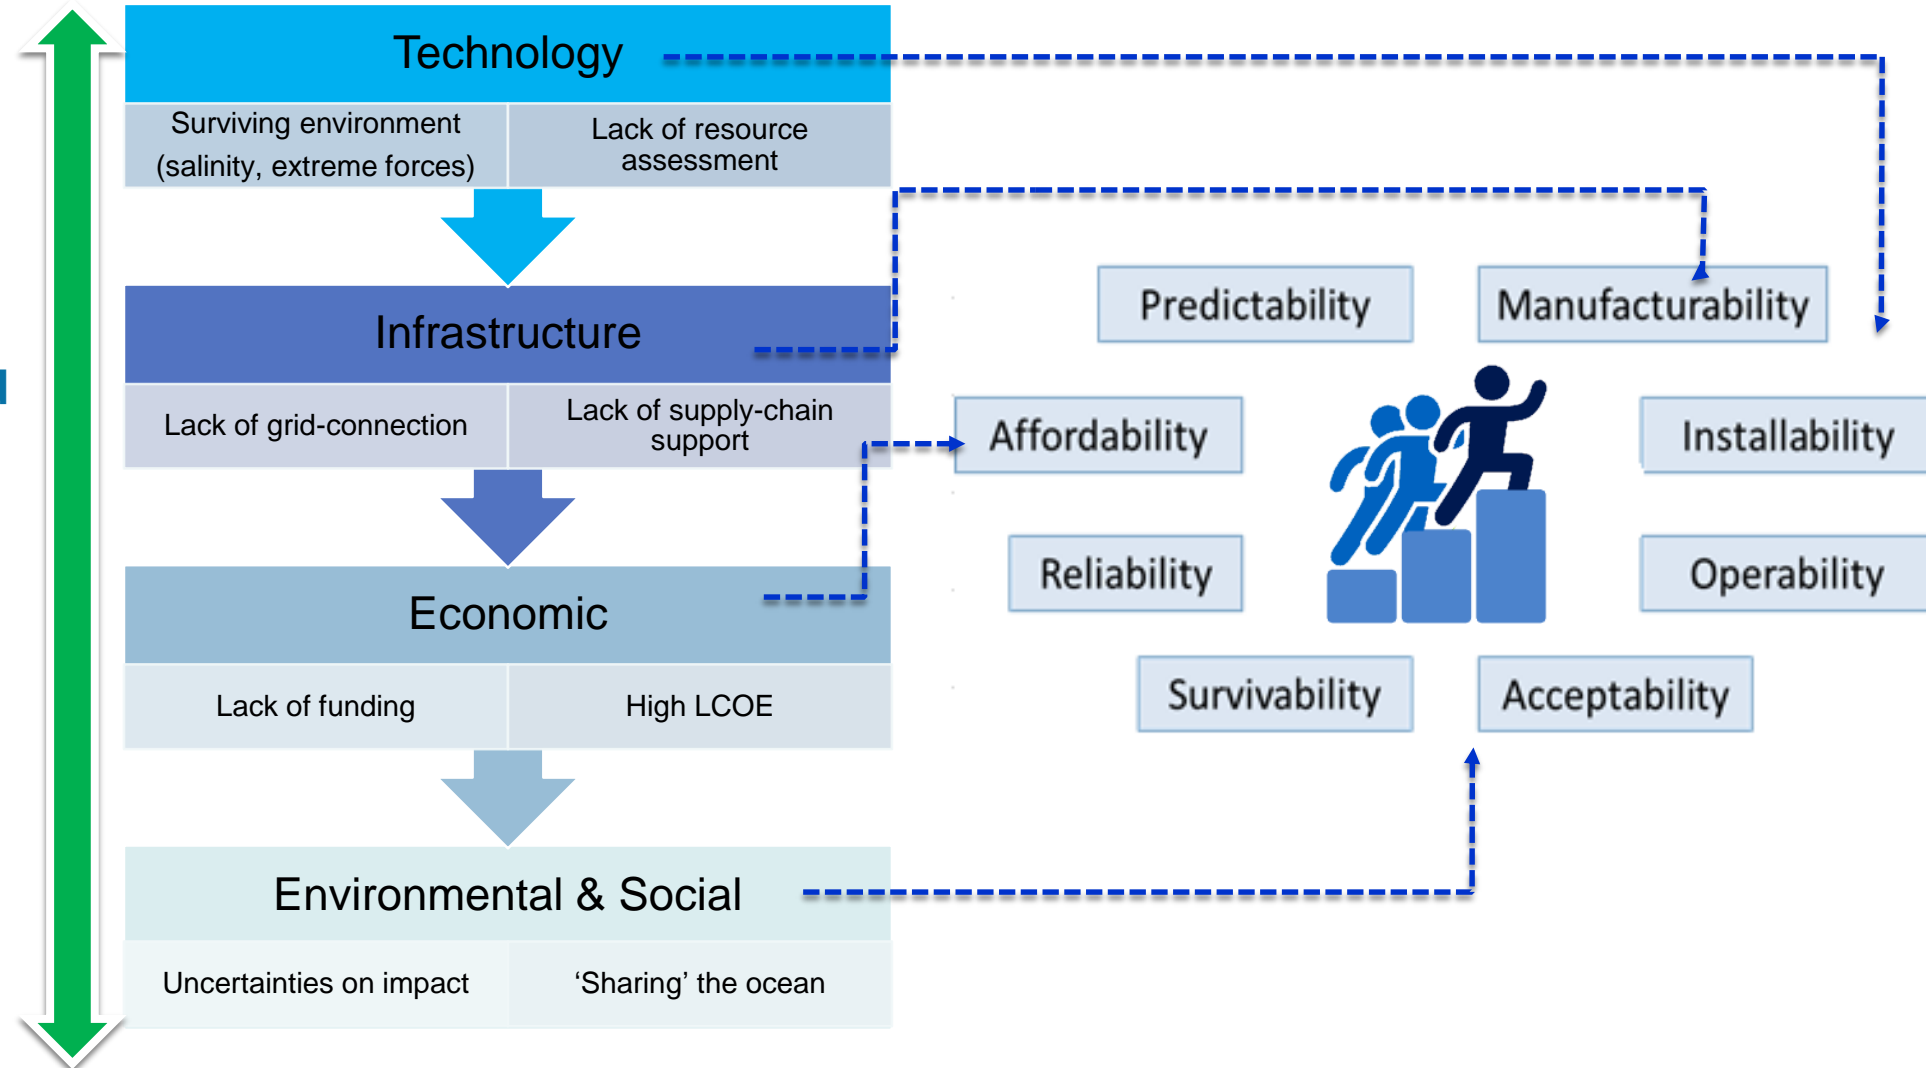 Technology
Surviving environment
(salinity, extreme forces)
Lack of resource
assessment
Infrastructure
Lack of grid-connection
Lack of supply-chain
support
Economic
Lack of funding
High LCOE
Environmental & Social
Uncertainties on impact
‘Sharing’ the ocean
Predictability
Manufacturability
Affordability
Installability
Reliability
Operability
Survivability
Acceptability